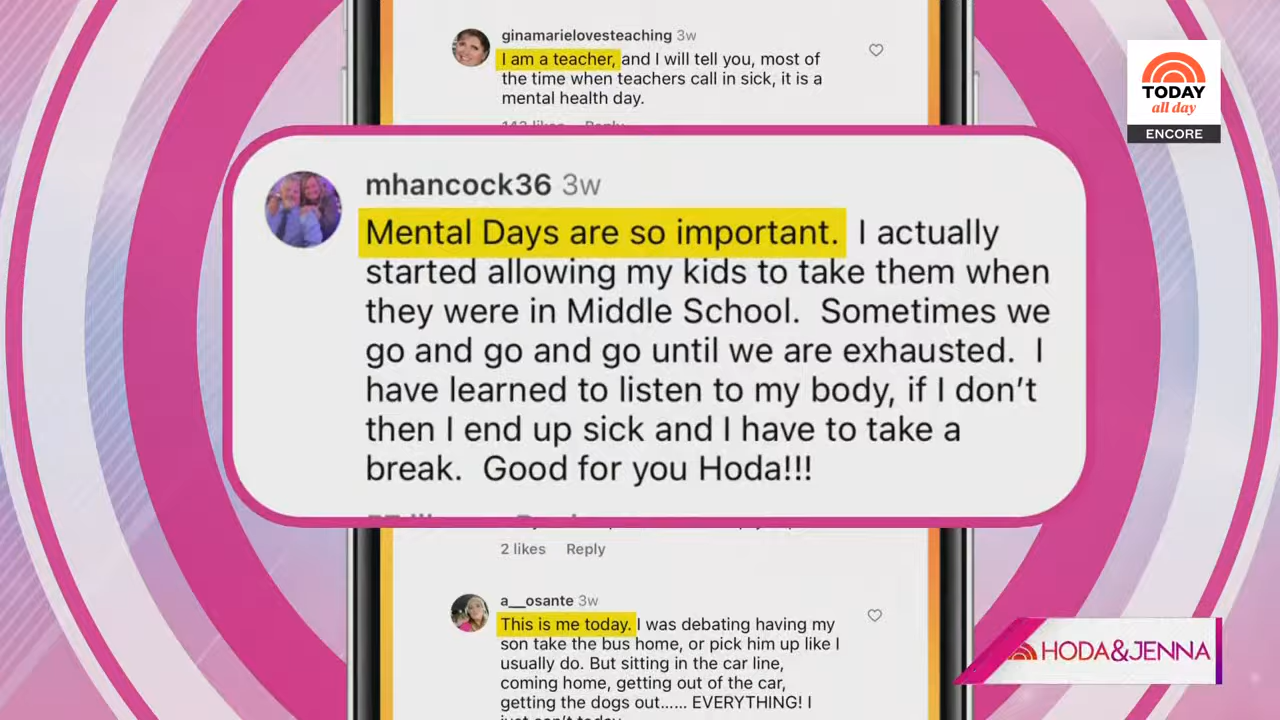 ginamarielovesteaching 3w
I am a teacher, and I will tell you, most of
the time when teachers call in sick, it is a
mental health day.
TODAY
all day
ENCORE
mhancock36 3w
Mental Days are so important. I actually
started allowing my kids to take them when
they were in Middle School. Sometimes we
go and go and go until we are exhausted. I
have learned to listen to my body, if I don't
then I end up sick and I have to take a
break. Good for you Hoda!!!
2 likes Reply
a__osante 3w
This is me today. I was debating having my
son take the bus home, or pick him up like I
usually do. But sitting in the car line,
coming home, getting out of the car,
getting the dogs out...... EVERYTHING! I
HODA&JENNA